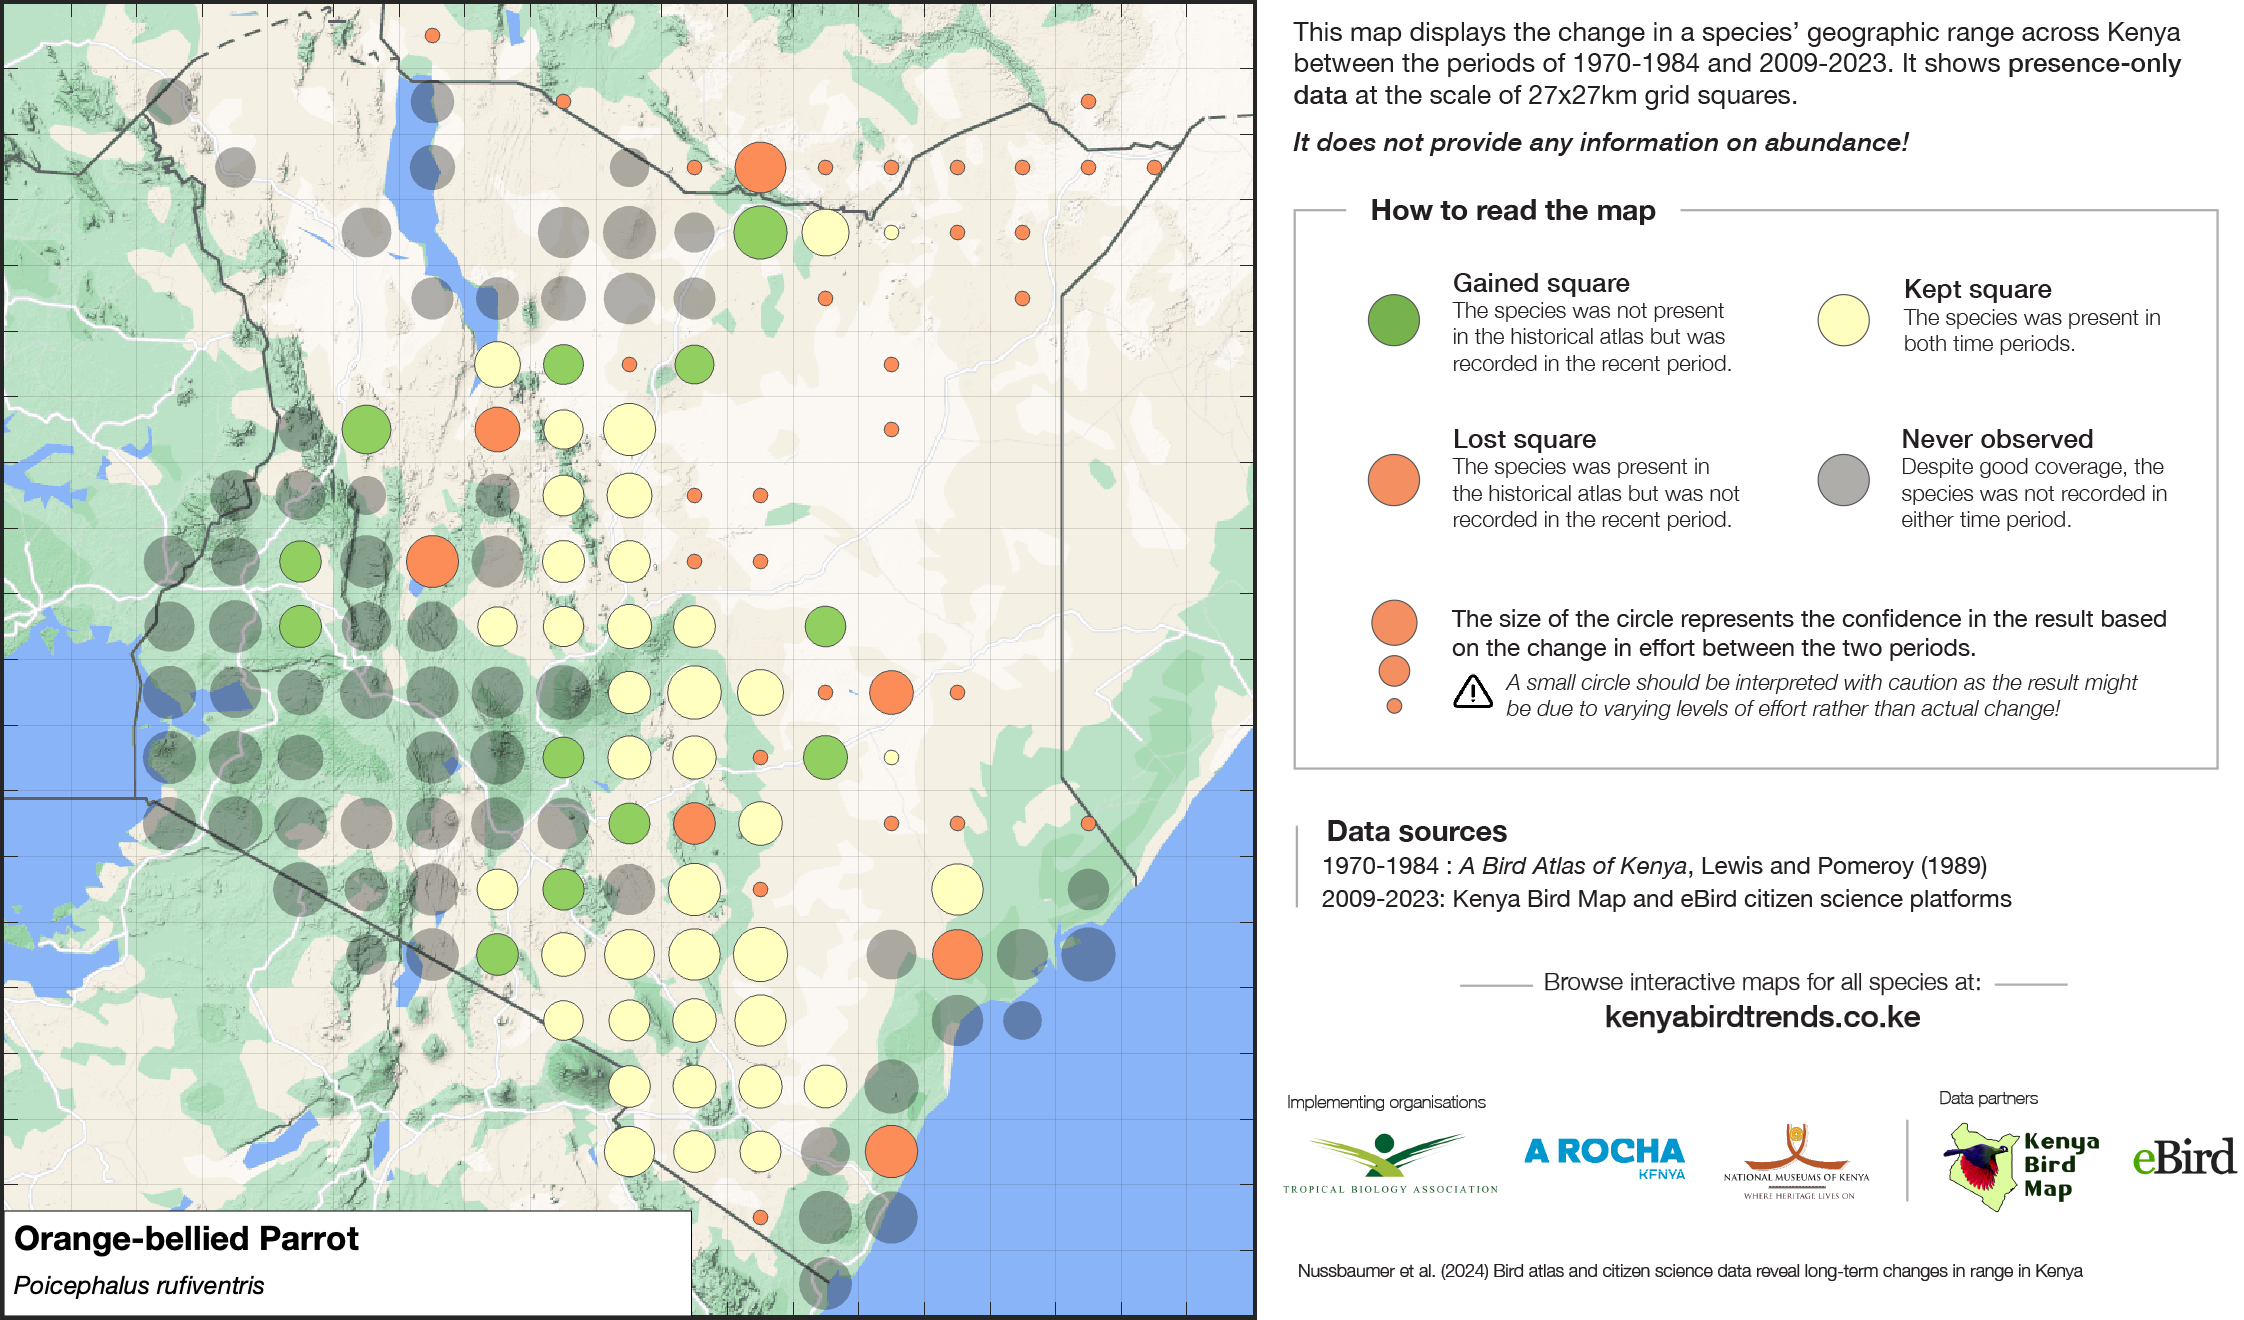 This map displays the change in a species’ geographic range across Kenya
between the periods of 1970-1984 and 2009-2023. It shows presence-only
data at the scale of 27x27km grid squares.
It does not provide any information on abundance!
How to read the map
Gained square
The species was not present
in the historical atlas but was
recorded in the recent period.
Kept square
The species was present in
both time periods.
Lost square
The species was present in
the historical atlas but was not
recorded in the recent period.
Never observed
Despite good coverage, the
species was not recorded in
either time period.
The size of the circle represents the confidence in the result based
on the change in effort between the two periods.
A small circle should be interpreted with caution as the result might
be due to varying levels of effort rather than actual change!
Data sources
1970-1984 : A Bird Atlas of Kenya, Lewis and Pomeroy (1989)
2009-2023: Kenya Bird Map and eBird citizen science platforms
Browse interactive maps for all species at:
kenyabirdtrends.co.ke
Implementing organisations
TROPICAL BIOLOGY ASSOCIATION
A ROCHA
KENYA
NATIONAL MUSEUMS OF KENYA
WHERE HERITAGE LIVES ON
Data partners
Kenya
Bird
Map
eBird
Nussbaumer et al. (2024) Bird atlas and citizen science data reveal long-term changes in range in Kenya
Orange-bellied Parrot
Poicephalus rufiventris